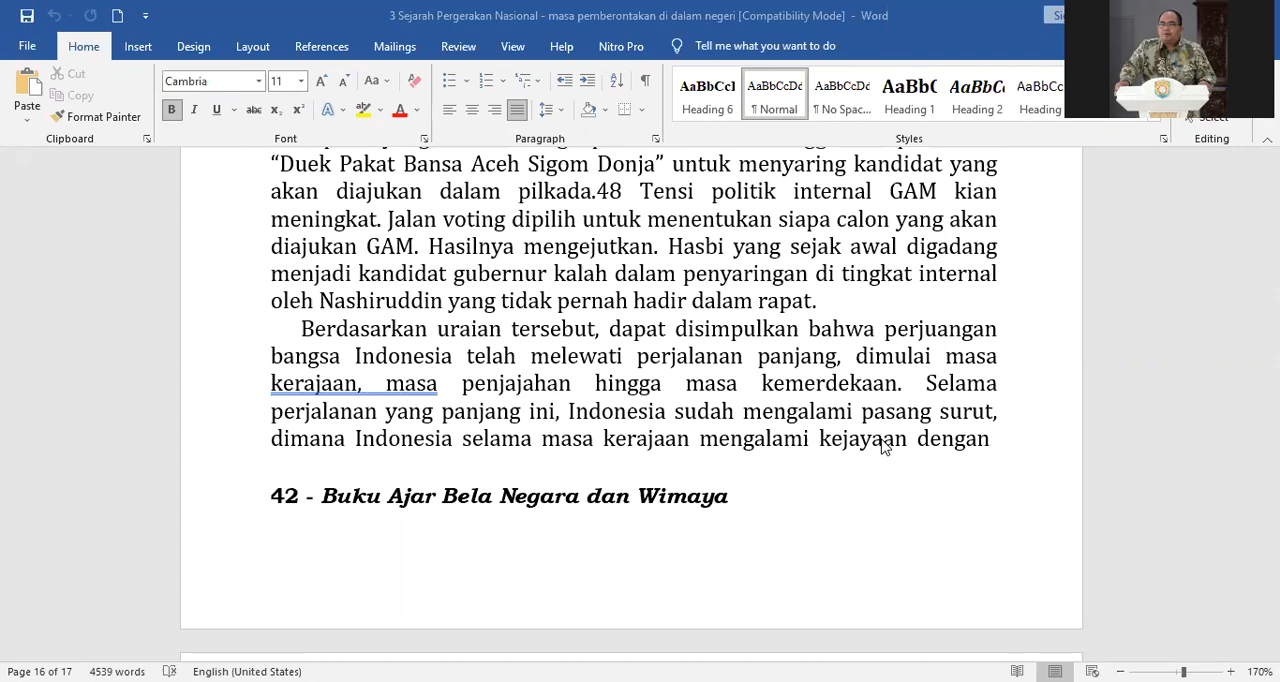 3 Sejarah Pergerakan Nasional - masa pemberontakan di dalam negeri [Compatibility Mode] - Word
File Home Insert Design Layout References Mailings Review View Help Nitro Pro Tell me what you want to do
Paste
Cut
Copy
Format Painter
Clipboard
Cambria 11
Font
Paragraph
AaBbCcI AaBbCcDc AaBbCcDd AaBbC AaBbCc AaBbCc
Heading 6 ¶ Normal ¶ No Spac... Heading 1 Heading 2 Heading
Styles
Select
Editing
"Duek Pakat Bansa Aceh Sigom Donja" untuk menyaring kandidat yang
akan diajukan dalam pilkada.48 Tensi politik internal GAM kian
meningkat. Jalan voting dipilih untuk menentukan siapa calon yang akan
diajukan GAM. Hasilnya mengejutkan. Hasbi yang sejak awal digadang
menjadi kandidat gubernur kalah dalam penyaringan di tingkat internal
oleh Nashiruddin yang tidak pernah hadir dalam rapat.
Berdasarkan uraian tersebut, dapat disimpulkan bahwa perjuangan
bangsa Indonesia telah melewati perjalanan panjang, dimulai masa
kerajaan, masa penjajahan hingga masa kemerdekaan. Selama
perjalanan yang panjang ini, Indonesia sudah mengalami pasang surut,
dimana Indonesia selama masa kerajaan mengalami kejayaan dengan
42 - Buku Ajar Bela Negara dan Wimaya
Page 16 of 17 4539 words English (United States) 170%